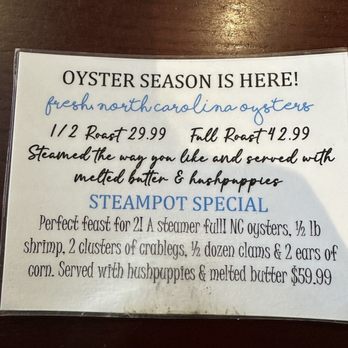 OYSTER SEASON IS HERE!
fresh, north carolina oysters
1/2 Roast 29.99 Full Roast 42.99
Steamed the way you like and served with
melted butter & hushpuppies
STEAMPOT SPECIAL
Perfect feast for 2! A steamer full! NC oysters, ½ lb
shrimp, 2 clusters of crablegs, ½ dozen clams & 2 ears of
corn. Served with hushpuppies & melted butter $59.99